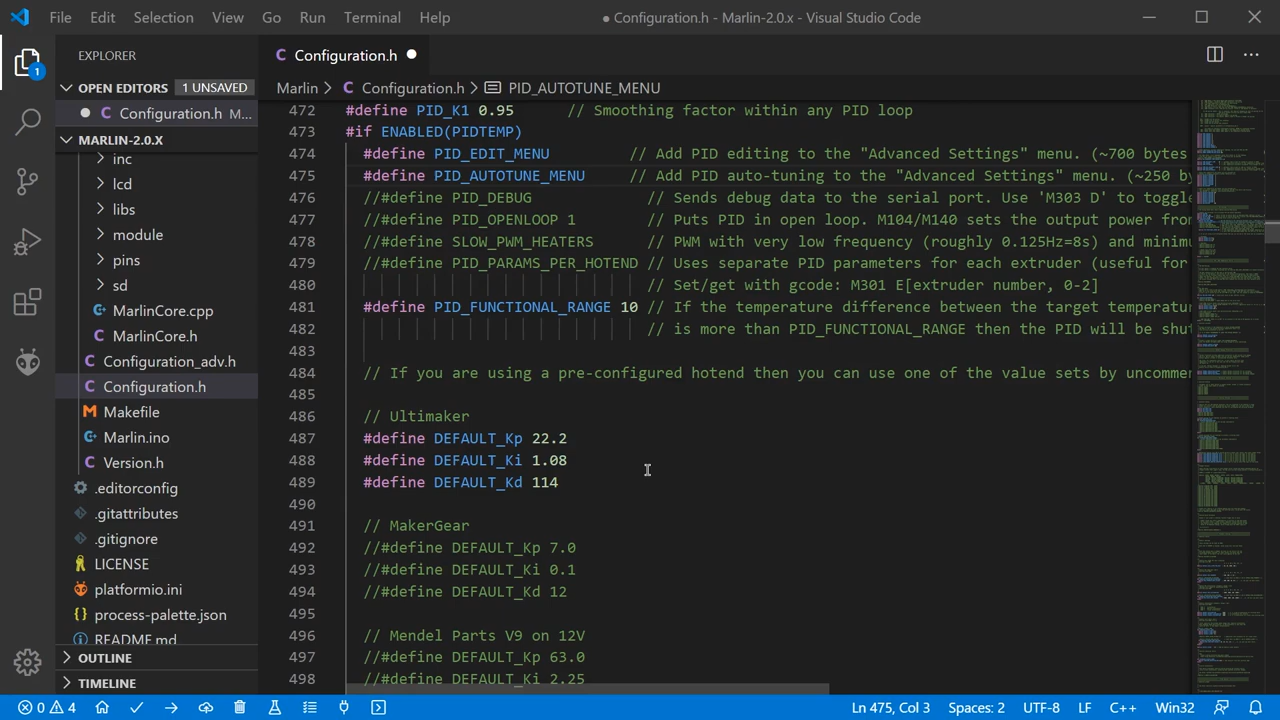 File Edit Selection View Go Run Terminal Help
● Configuration.h - Marlin-2.0.x - Visual Studio Code
EXPLORER
OPEN EDITORS 1 UNSAVED
Configuration.h M...
MARLIN-2.0.X
inc
lcd
libs
module
pins
sd
MarlinCore.cpp
MarlinCore.h
Configuration_adv.h
Configuration.h
Makefile
Marlin.ino
Version.h
.editorconfig
.gitattributes
.gitignore
LICENSE
platformio.ini
process-palette.json
README.md
OUTLINE
TIMELINE
1
C Configuration.h
Marlin > C Configuration.h > PID_AUTOTUNE_MENU
472 #define PID_K1 0.95 // Smoothing factor within any PID loop
473 #if ENABLED(PIDTEMP)
474 #define PID_EDIT_MENU // Add PID editing to the "Advanced Settings" menu. (~700 bytes
475 #define PID_AUTOTUNE_MENU // Add PID auto-tuning to the "Advanced Settings" menu. (~250 by
476 //#define PID_DEBUG // Sends debug data to the serial port. Use 'M303 D' to toggl
477 //#define PID_OPENLOOP 1 // Puts PID in open loop. M104/M140 sets the output power from
478 //#define SLOW_PWM_HEATERS // PWM with very low frequency (roughly 0.125Hz=8s) and minimu
479 //#define PID_PARAMS_PER_HOTEND // Uses separate PID parameters for each extruder (useful for
480 // Set/get with gcode: M301 E[extruder number, 0-2]
481 #define PID_FUNCTIONAL_RANGE 10 // If the temperature difference between the target temperatur
482 // is more than PID_FUNCTIONAL_RANGE then the PID will be shut
483
484 // If you are using a pre-configured hotend then you can use one of the value sets by uncomme
485
486 // Ultimaker
487 #define DEFAULT_Kp 22.2
488 #define DEFAULT_Ki 1.08
489 #define DEFAULT_Kd 114
490
491 // MakerGear
492 //#define DEFAULT_Kp 7.0
493 //#define DEFAULT_Ki 0.1
494 //#define DEFAULT_Kd 12
495
496 // Mendel Parts V9 on 12V
497 //#define DEFAULT_Kp 63.0
498 //#define DEFAULT_Ki 2.25
0 4 Ln 475, Col 3 Spaces: 2 UTF-8 LF C++ Win32